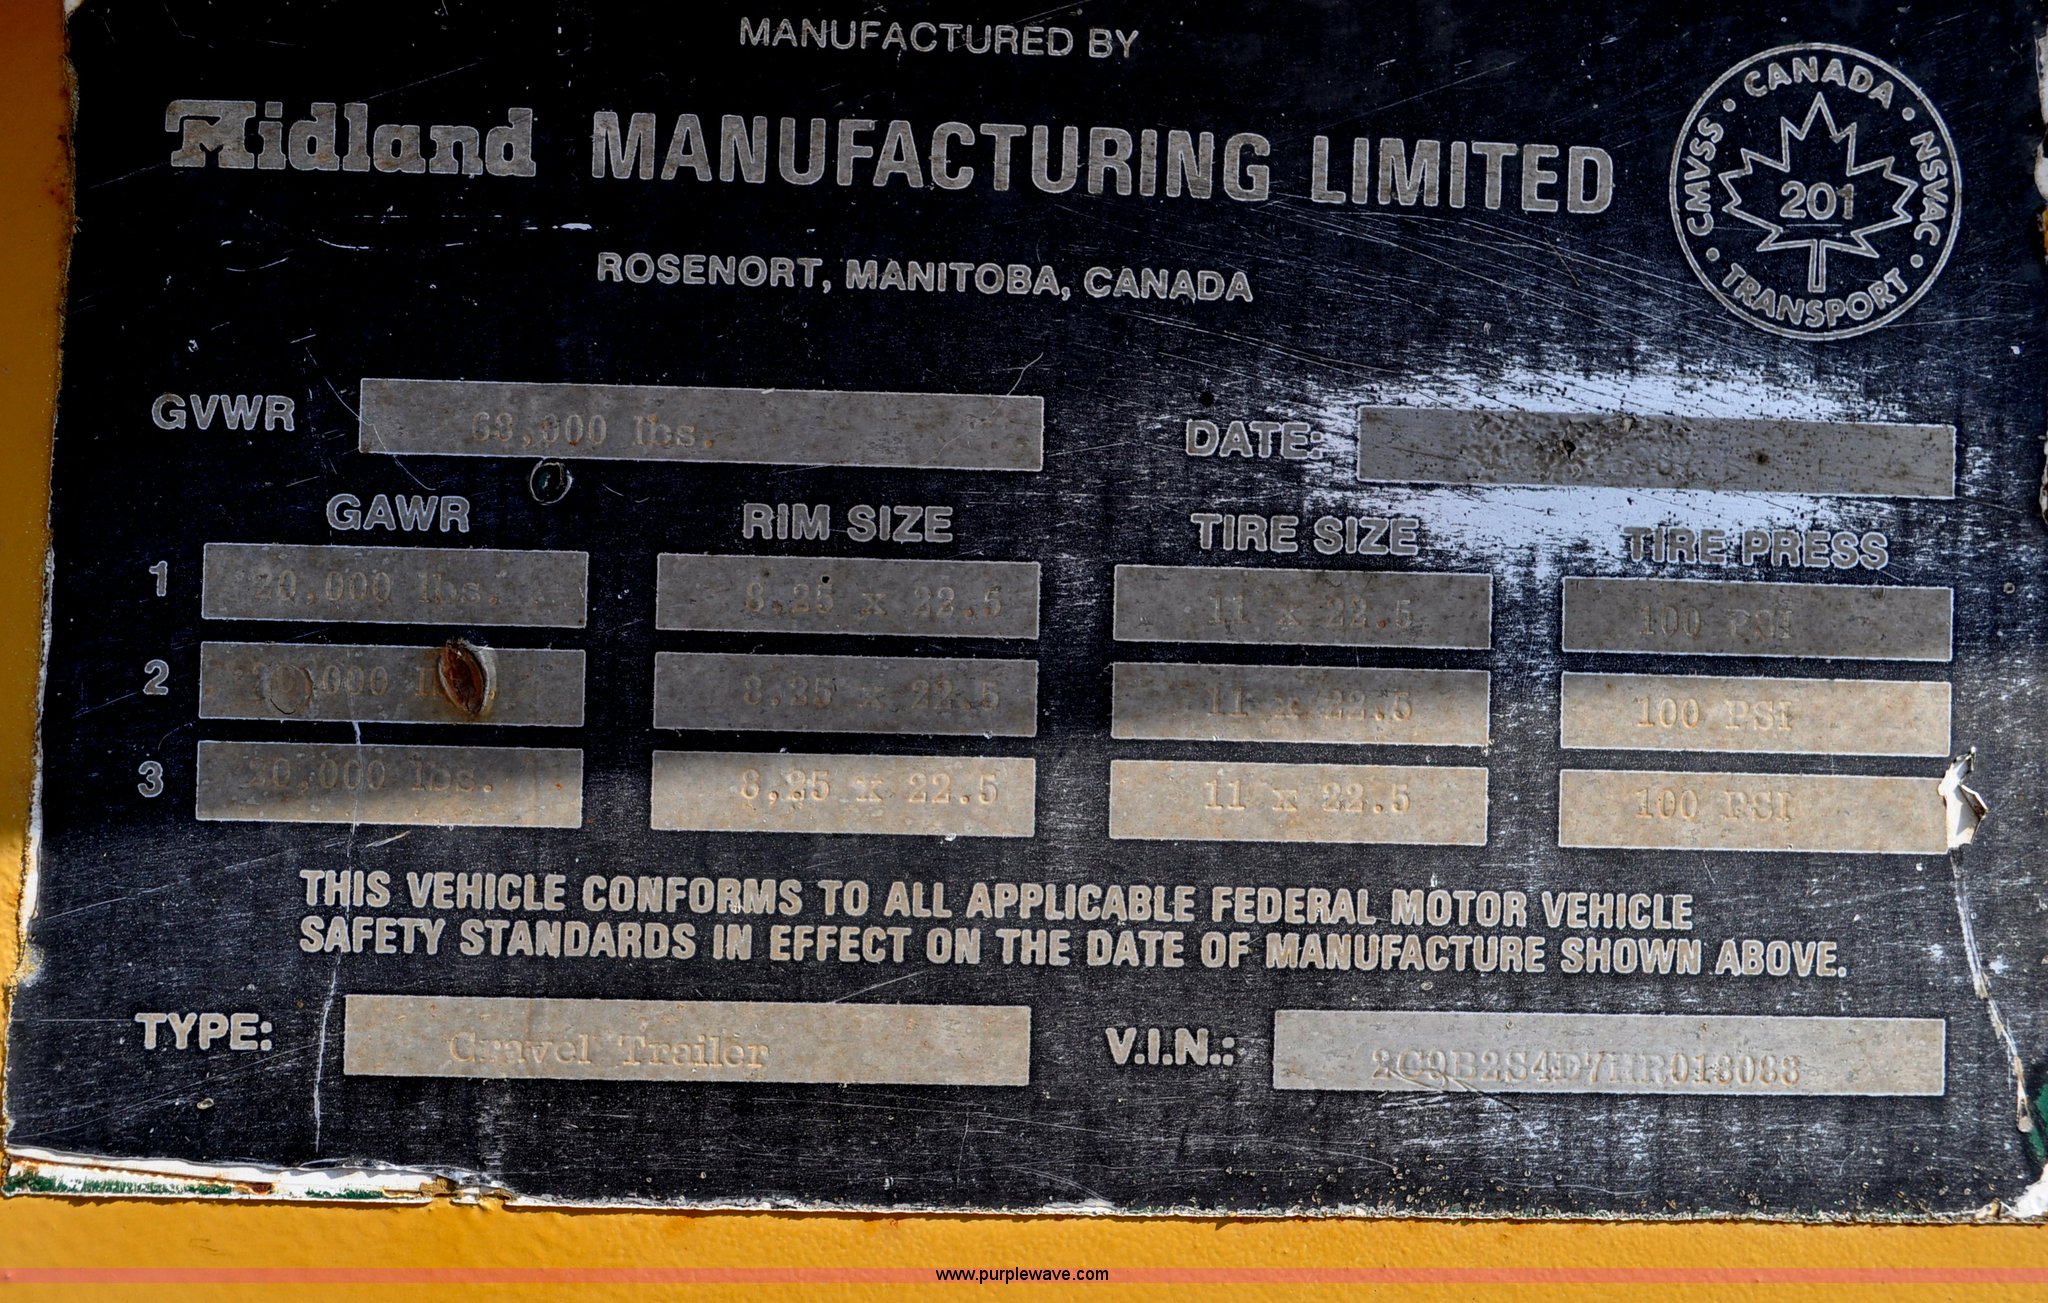 MANUFACTURED BY
Midland MANUFACTURING LIMITED
CANADA
CMVSS
NSVAC
201
TRANSPORT
ROSENORT, MANITOBA, CANADA
GVWR lbs. DATE:
GAWR RIM SIZE TIRE SIZE TIRE PRESS
1 20,000 lbs. 8.25 x 22.5 11 x 22.5 100 PSI
2 20,000 8.25 x 22.5 11 x 22.5 100 PSI
3 20,000 lbs. 8.25 x 22.5 11 x 22.5 100 PSI
THIS VEHICLE CONFORMS TO ALL APPLICABLE FEDERAL MOTOR VEHICLE
SAFETY STANDARDS IN EFFECT ON THE DATE OF MANUFACTURE SHOWN ABOVE.
TYPE: Gravel Trailer V.I.N.:
www.purplewave.com